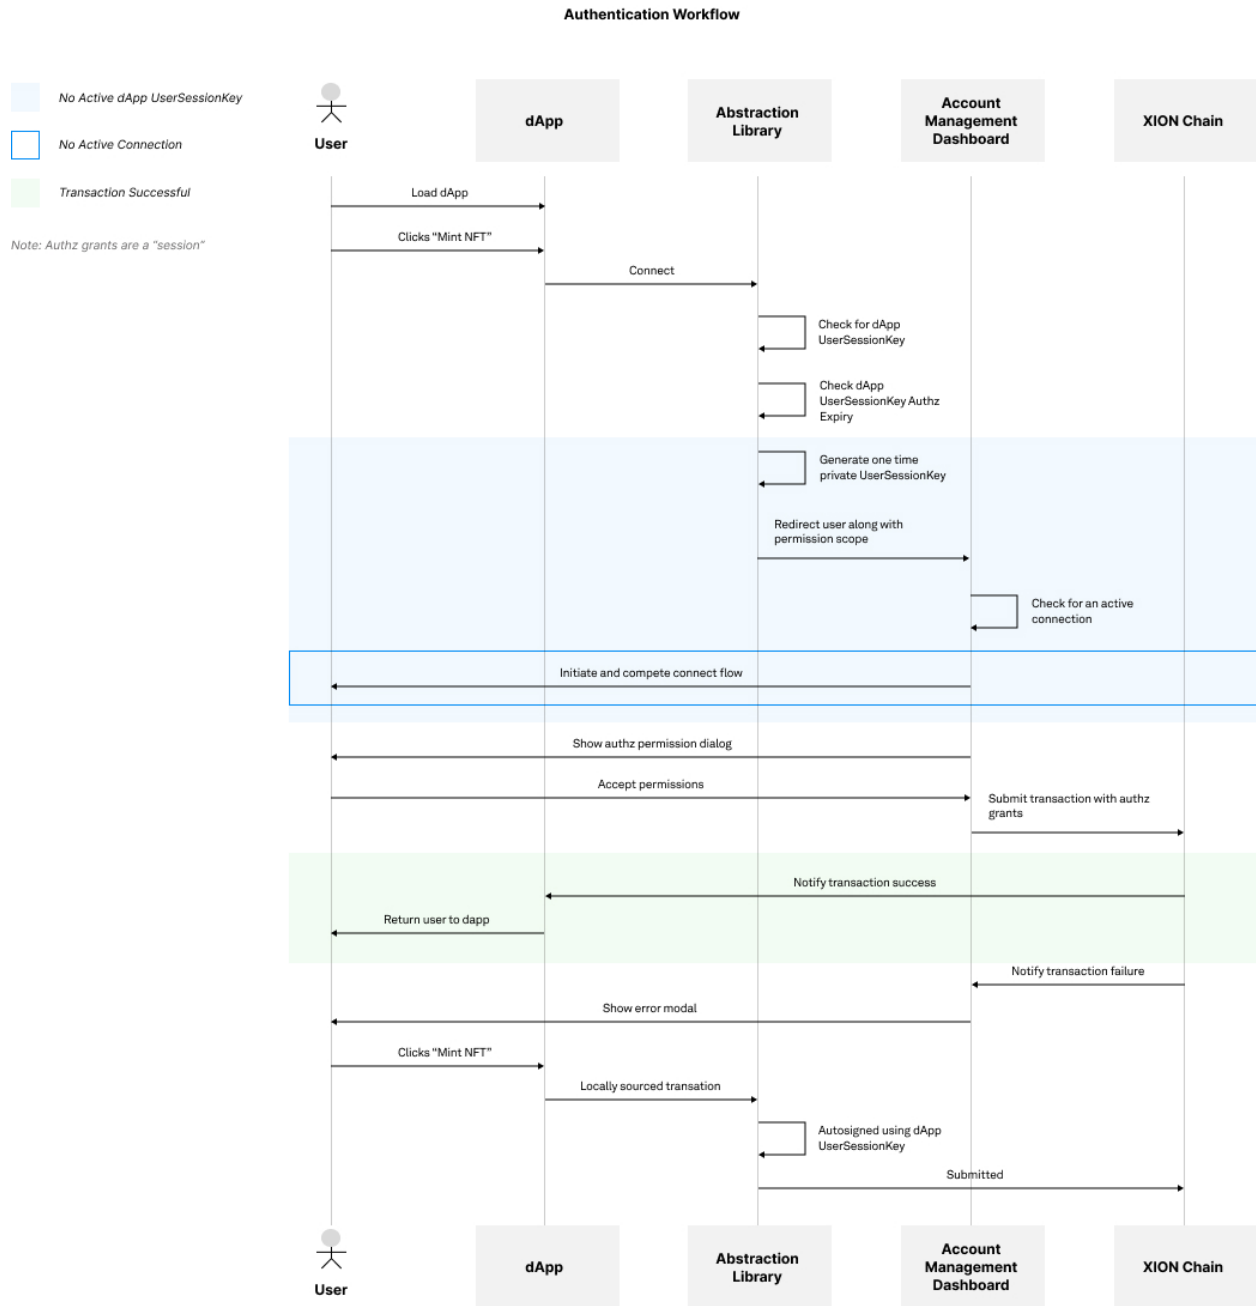 Authentication Workflow
No Active dApp UserSessionKey
No Active Connection
Transaction Successful
Note: Authz grants are a “session”
User
dApp
Abstraction
Library
Account
Management
Dashboard
XION Chain
Load dApp
Clicks “Mint NFT”
Connect
Check for dApp
UserSessionKey
Check dApp
UserSessionKey Authz
Expiry
Generate one time
private UserSessionKey
Redirect user along with
permission scope
Check for an active
connection
Initiate and compete connect flow
Show authz permission dialog
Accept permissions
Submit transaction with authz
grants
Notify transaction success
Return user to dapp
Notify transaction failure
Show error modal
Clicks “Mint NFT”
Locally sourced transation
Autosigned using dApp
UserSessionKey
Submitted
User
dApp
Abstraction
Library
Account
Management
Dashboard
XION Chain